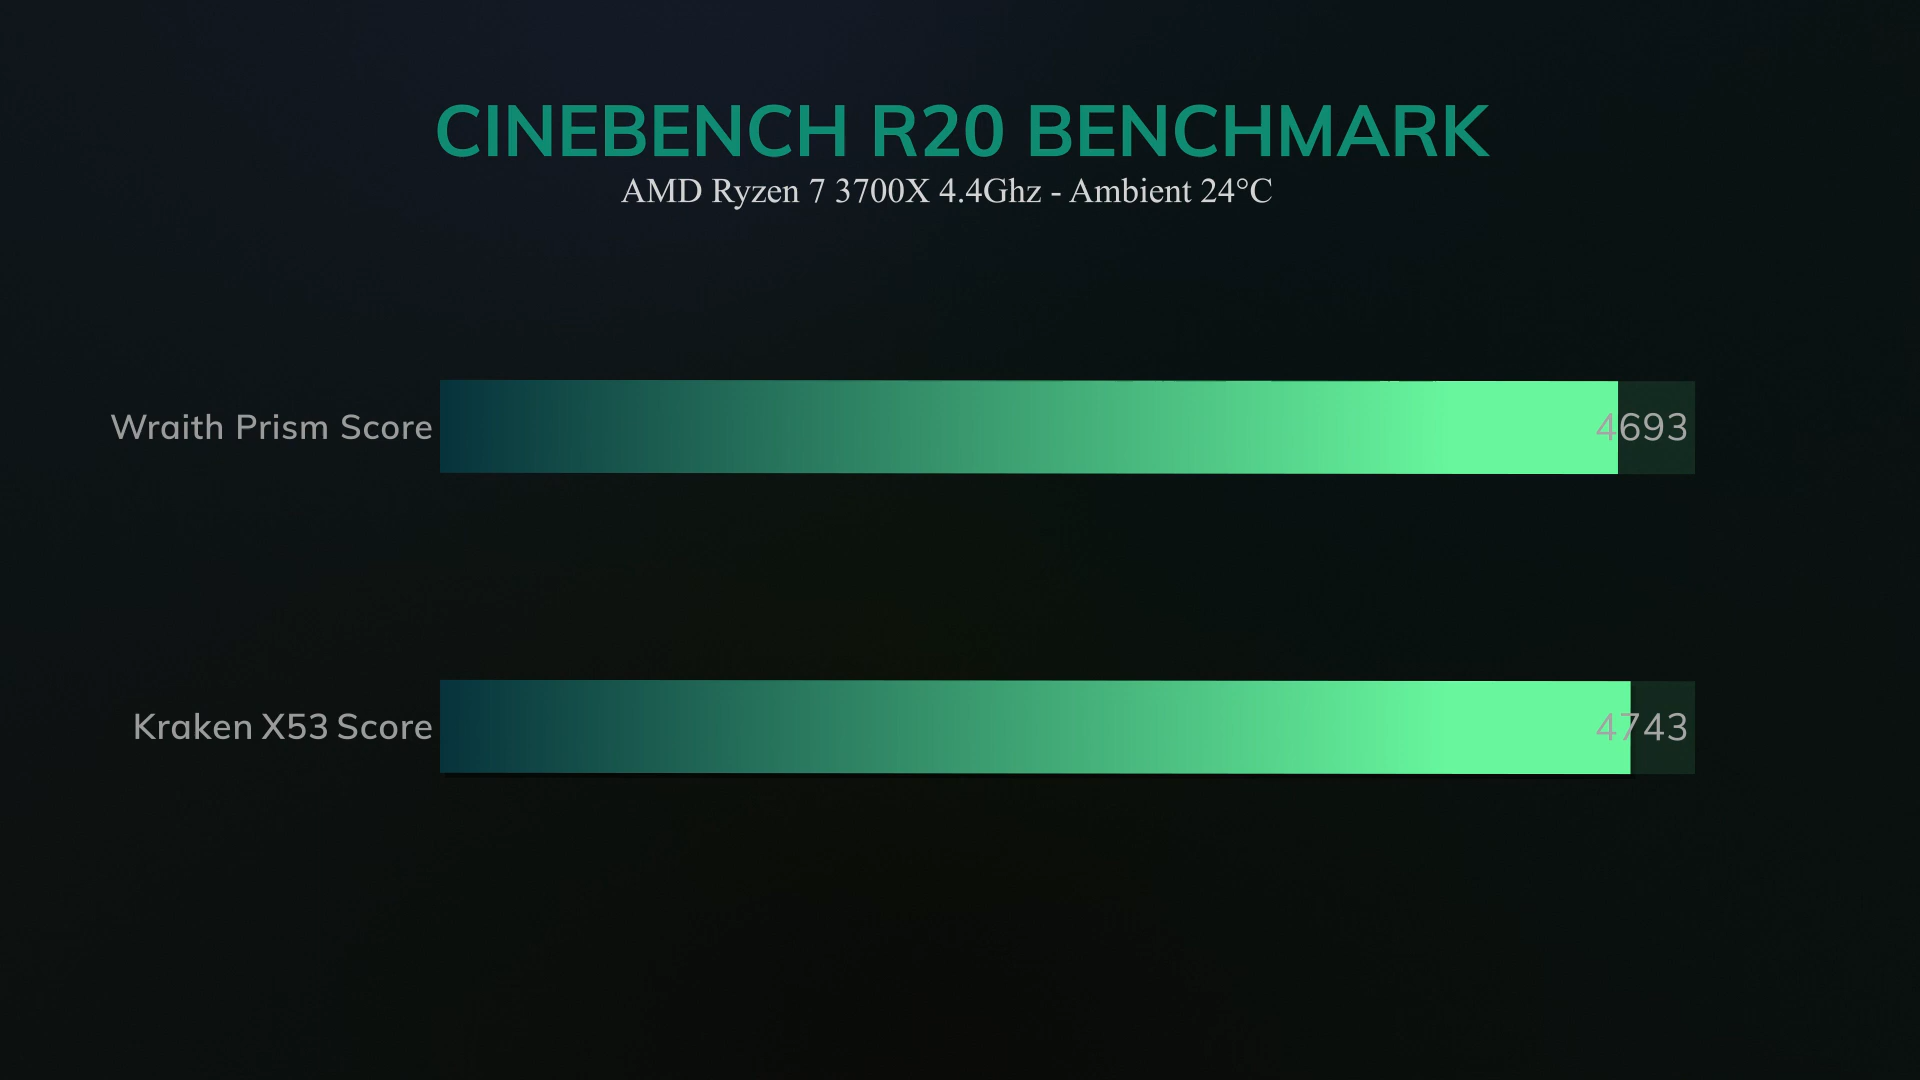 CINEBENCH R20 BENCHMARK
AMD Ryzen 7 3700X 4.4Ghz - Ambient 24°C
Wraith Prism Score 4693
Kraken X53 Score 4743